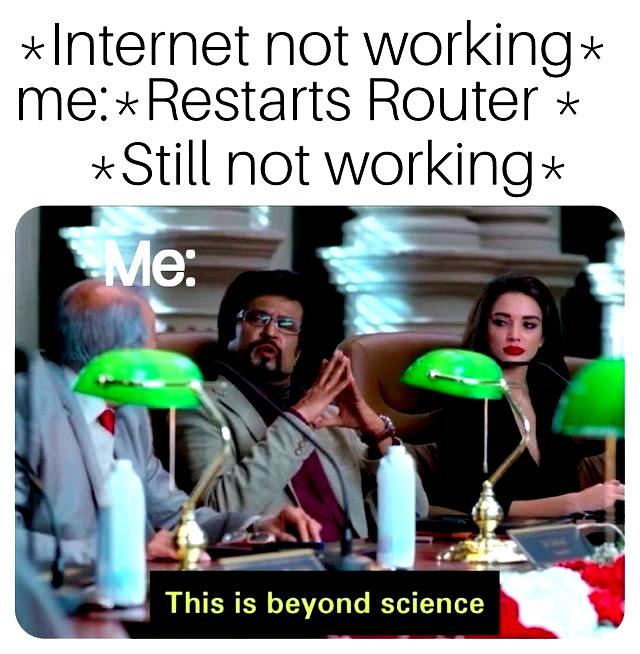 *Internet not working*
me:*Restarts Router *
*Still not working*
Me:
This is beyond science